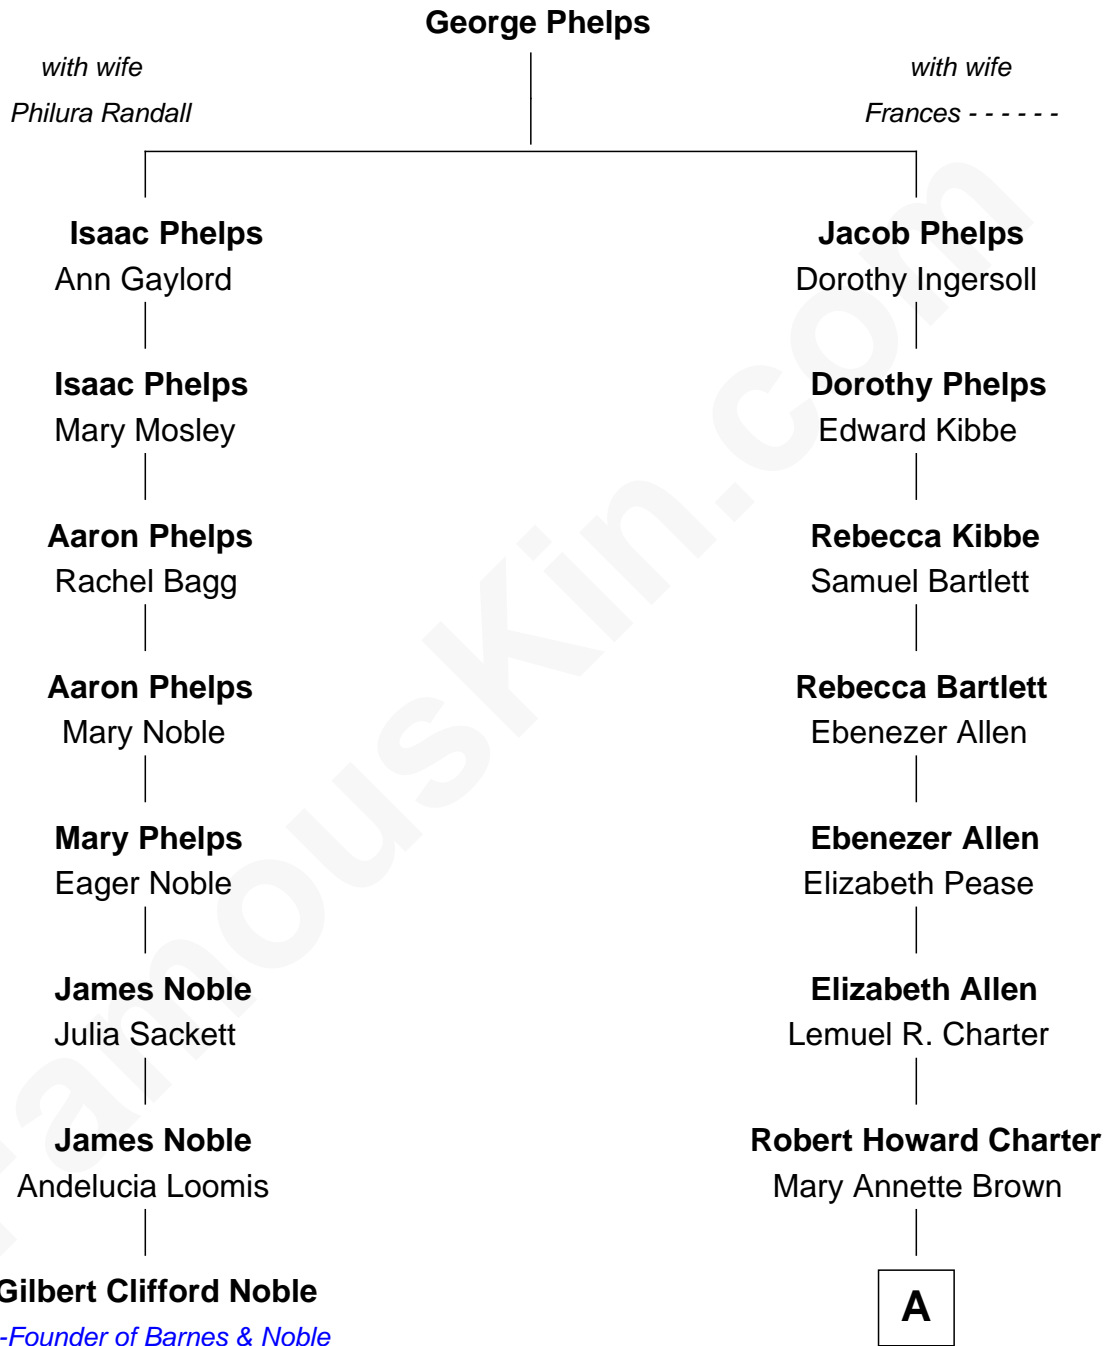 George Phelps
with wife
Philura Randall
with wife
Frances - - - - - -
Isaac Phelps
Ann Gaylord
Jacob Phelps
Dorothy Ingersoll
Isaac Phelps
Mary Mosley
Dorothy Phelps
Edward Kibbe
Aaron Phelps
Rachel Bagg
Rebecca Kibbe
Samuel Bartlett
Aaron Phelps
Mary Noble
Rebecca Bartlett
Ebenezer Allen
Mary Phelps
Eager Noble
Ebenezer Allen
Elizabeth Pease
James Noble
Julia Sackett
Elizabeth Allen
Lemuel R. Charter
James Noble
Andelucia Loomis
Robert Howard Charter
Mary Annette Brown
Gilbert Clifford Noble
-Founder of Barnes & Noble
A
FamousKin.com